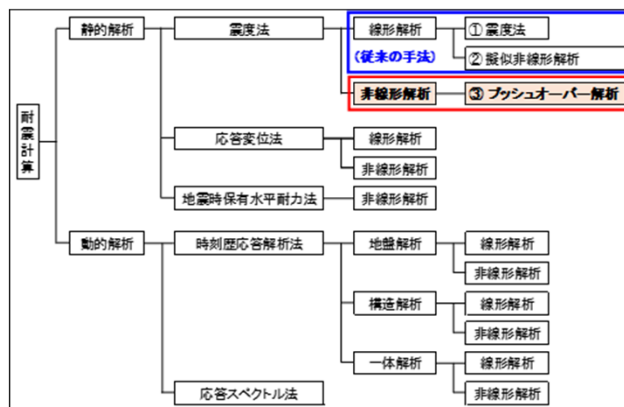 耐震計算
静的解析
震度法
線形解析
(従来の手法)
① 震度法
② 擬似非線形解析
非線形解析
③ プッシュオーバー解析
応答変位法
線形解析
非線形解析
地震時保有水平耐力法
非線形解析
動的解析
時刻歴応答解析法
地盤解析
線形解析
非線形解析
構造解析
線形解析
非線形解析
一体解析
線形解析
非線形解析
応答スペクトル法